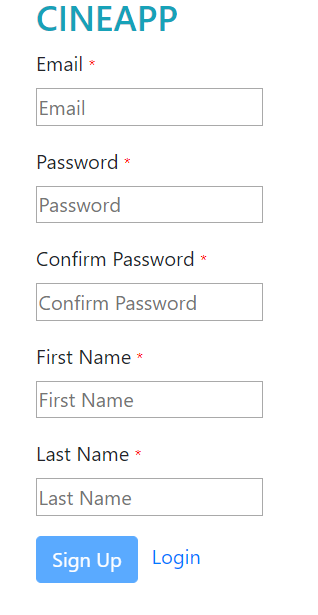 CINEAPP
Email *
Email
Password *
Password
Confirm Password *
Confirm Password
First Name *
First Name
Last Name *
Last Name
Sign Up Login